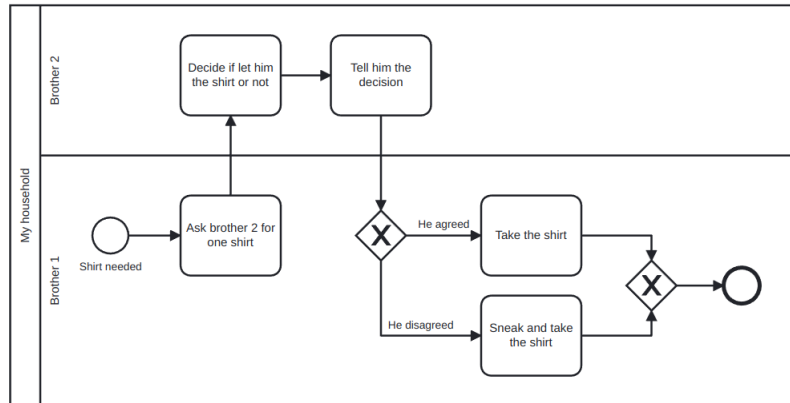 My household
Brother 2
Decide if let him
the shirt or not
Tell him the
decision
Brother 1
Shirt needed
Ask brother 2 for
one shirt
X
He agreed
Take the shirt
He disagreed
Sneak and take
the shirt
X